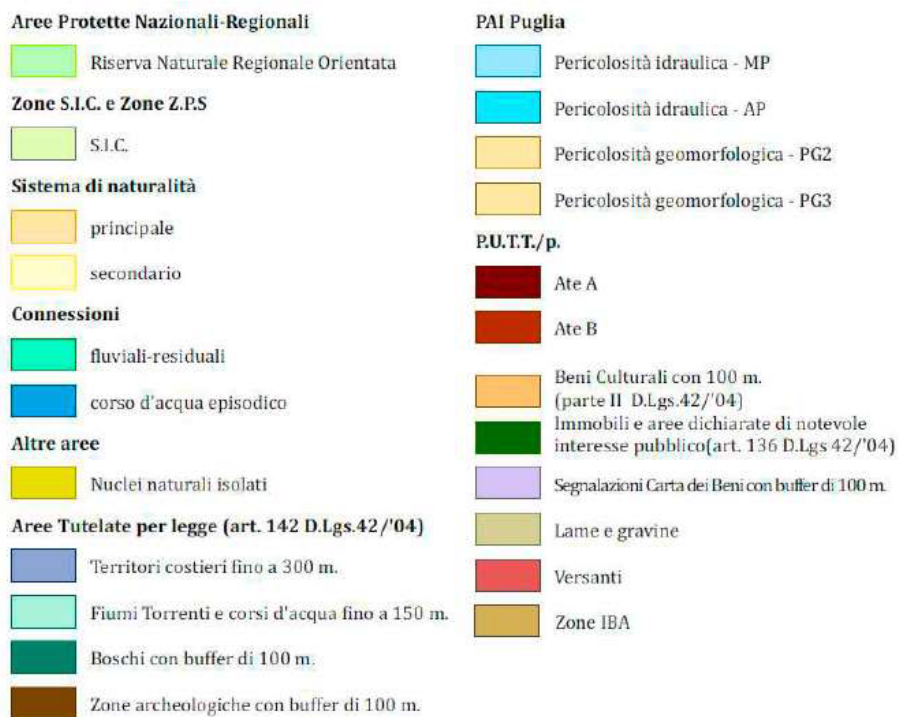 Aree Protette Nazionali-Regionali
Riserva Naturale Regionale Orientata
Zone S.I.C. e Zone Z.P.S
S.I.C.
Sistema di naturalità
principale
secondario
Connessioni
fluviali-residuali
corso d'acqua episodico
Altre aree
Nuclei naturali isolati
Aree Tutelate per legge (art. 142 D.Lgs.42/'04)
Territori costieri fino a 300 m.
Fiumi Torrenti e corsi d'acqua fino a 150 m.
Boschi con buffer di 100 m.
Zone archeologiche con buffer di 100 m.
PAI Puglia
Pericolosità idraulica - MP
Pericolosità idraulica - AP
Pericolosità geomorfologica - PG2
Pericolosità geomorfologica - PG3
P.U.T.T./p.
Ate A
Ate B
Beni Culturali con 100 m.
(parte II D.Lgs.42/'04)
Immobili e aree dichiarate di notevole
interesse pubblico(art. 136 D.Lgs 42/'04)
Segnalazioni Carta dei Beni con buffer di 100 m.
Lame e gravine
Versanti
Zone IBA